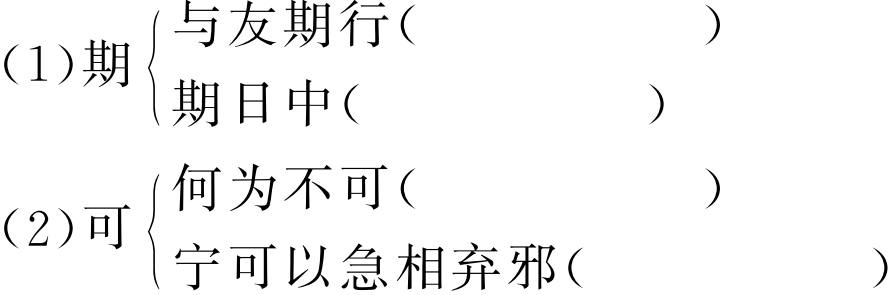 (1)期{与友期行(    )
期日中(    )
(2)可{何为不可(    )
宁可以急相弃邪(    )